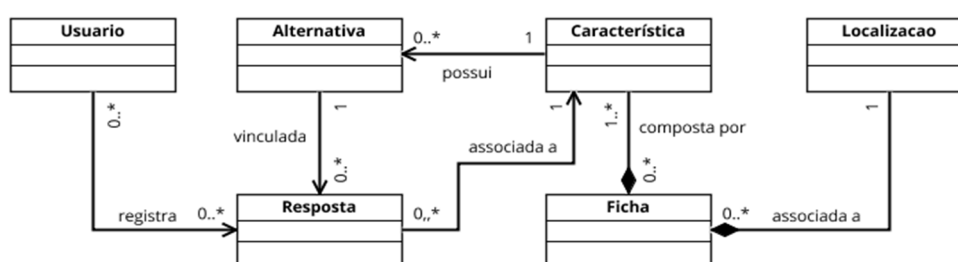 Usuario
Alternativa
Característica
Localizacao
0..*
1
possui
0..*
1
1
1..*
1
vinculada
associada a
composta por
0..*
0..*
registra
0..*
Resposta
0,,*
Ficha
0..*
associada a